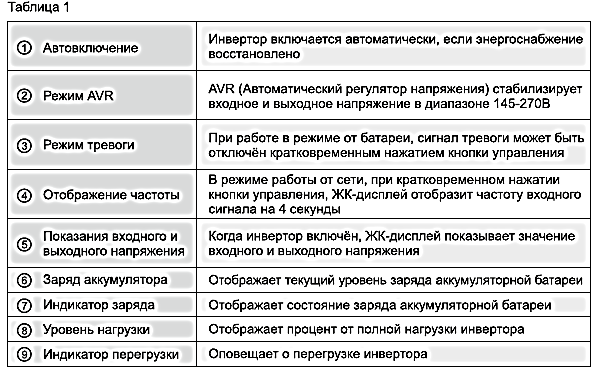 Таблица 1
① Автовключение
Инвертор включается автоматически, если энергоснабжение
восстановлено
② Режим AVR
AVR (Автоматический регулятор напряжения) стабилизирует
входное и выходное напряжение в диапазоне 145-270В
③ Режим тревоги
При работе в режиме от батареи, сигнал тревоги может быть
отключён кратковременным нажатием кнопки управления
④ Отображение частоты
В режиме работы от сети, при кратковременном нажатии
кнопки управления, ЖК-дисплей отобразит частоту входного
сигнала на 4 секунды
⑤ Показания входного и
выходного напряжения
Когда инвертор включён, ЖК-дисплей показывает значение
входного и выходного напряжения
⑥ Заряд аккумулятора
Отображает текущий уровень заряда аккумуляторной батареи
⑦ Индикатор заряда
Отображает состояние заряда аккумуляторной батареи
⑧ Уровень нагрузки
Отображает процент от полной нагрузки инвертора
⑨ Индикатор перегрузки
Оповещает о перегрузке инвертора